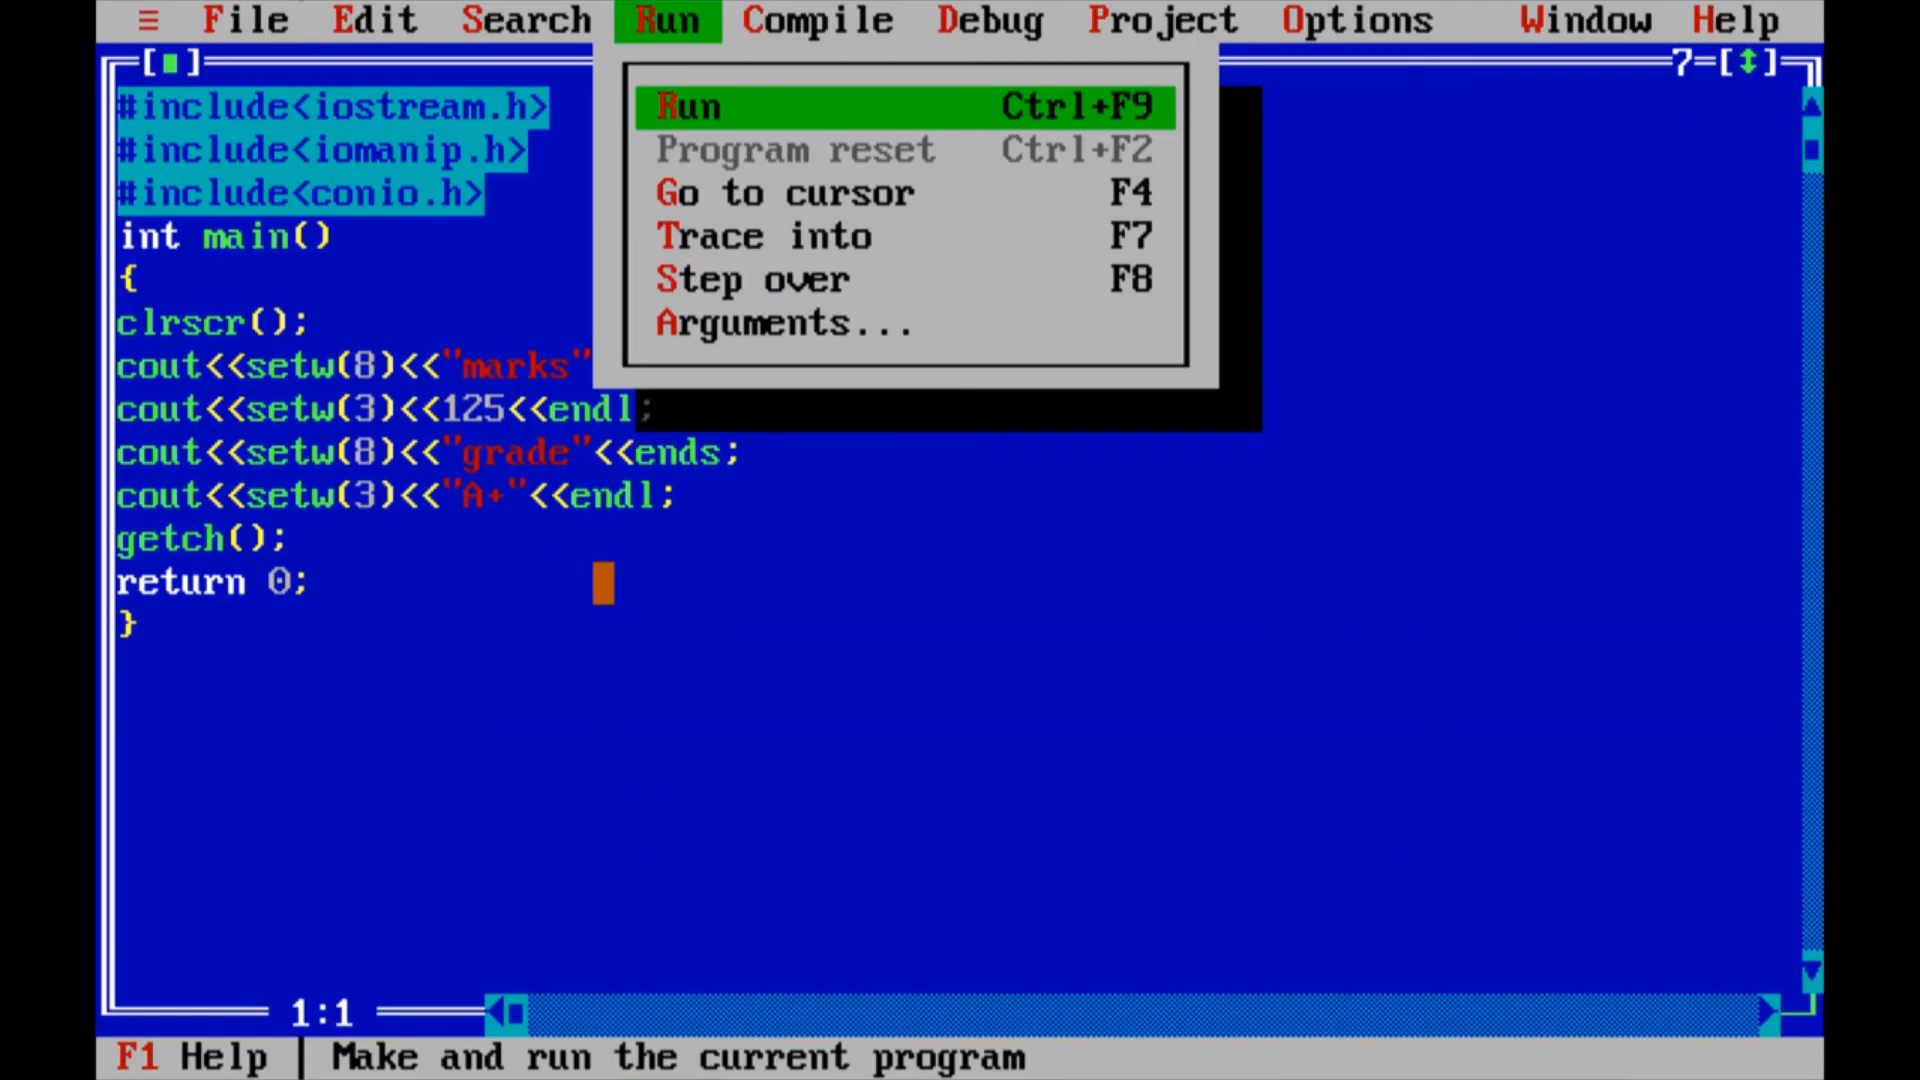 ≡ File Edit Search Run Compile Debug Project Options Window Help
[■] 7=[↕]
Run Ctrl+F9
Program reset Ctrl+F2
Go to cursor F4
Trace into F7
Step over F8
Arguments...
#include<iostream.h>
#include<iomanip.h>
#include<conio.h>
int main()
{
clrscr();
cout<<setw(8)<<"marks"
cout<<setw(3)<<125<<endl;
cout<<setw(8)<<"grade"<<ends;
cout<<setw(3)<<"A+"<<endl;
getch();
return 0;
}
1:1
F1 Help | Make and run the current program